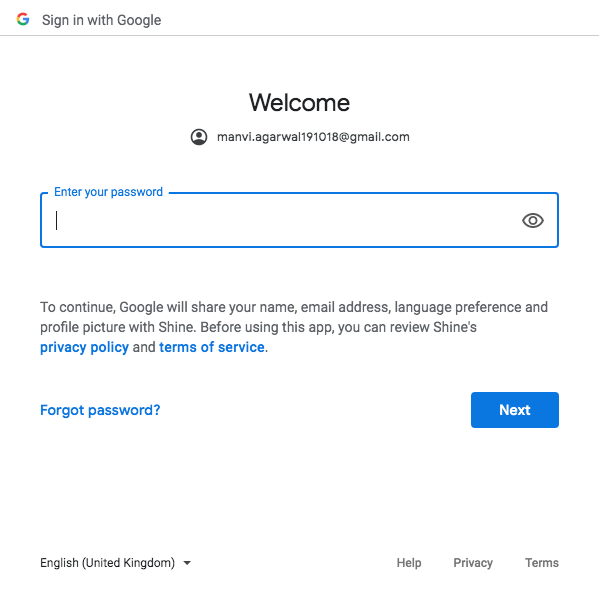 Sign in with Google
Welcome
manvi.agarwal191018@gmail.com
Enter your password
To continue, Google will share your name, email address, language preference and
profile picture with Shine. Before using this app, you can review Shine's
privacy policy and terms of service.
Forgot password?
Next
English (United Kingdom)
Help
Privacy
Terms